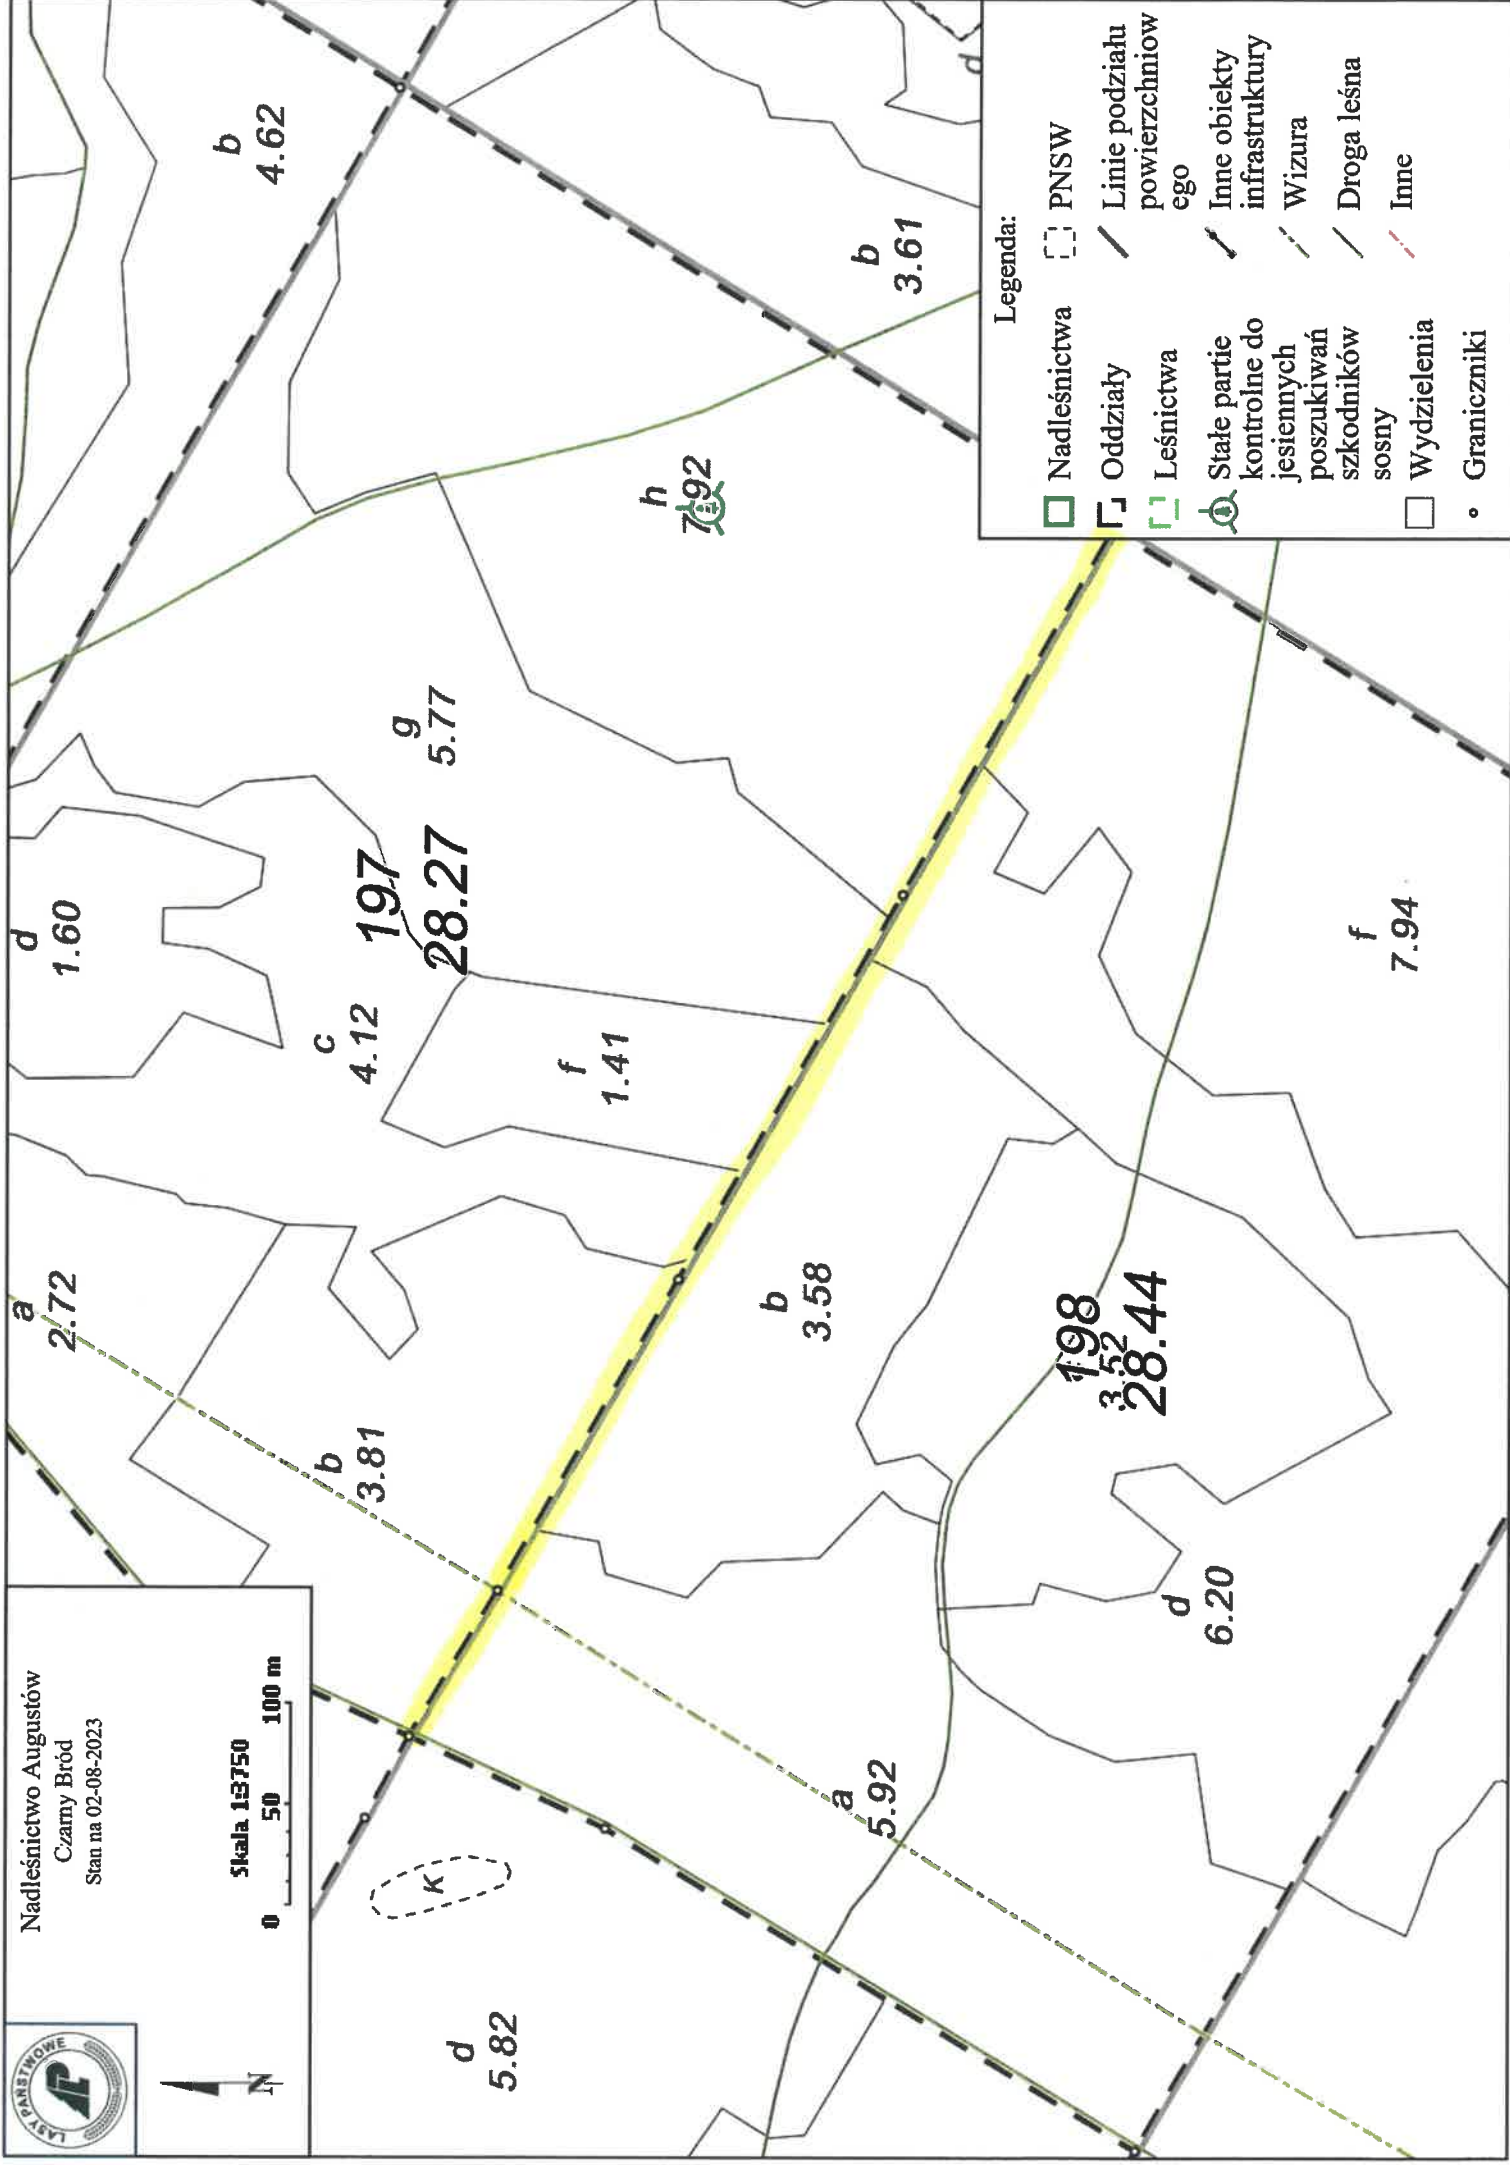 LASY PAŃSTWOWE
LP
N
Nadleśnictwo Augustów
Czarny Bród
Stan na 02-08-2023
Skala 1:3750
0 50 100 m
a
2.72
d
1.60
b
4.62
b
3.81
c
4.12
197
28.27
g
5.77
K
d
5.82
f
1.41
h
7.92
b
3.61
d
b
3.58
a
5.92
198
3.52
28.44
d
6.20
f
7.94
Legenda:
Nadleśnictwa
Oddziały
Leśnictwa
Stałe partie
kontrolne do
jesiennych
poszukiwań
szkodników
sosny
Wydzielenia
Graniczniki
PNSW
Linie podziału
powierzchniow
ego
Inne obiekty
infrastruktury
Wizura
Droga leśna
Inne